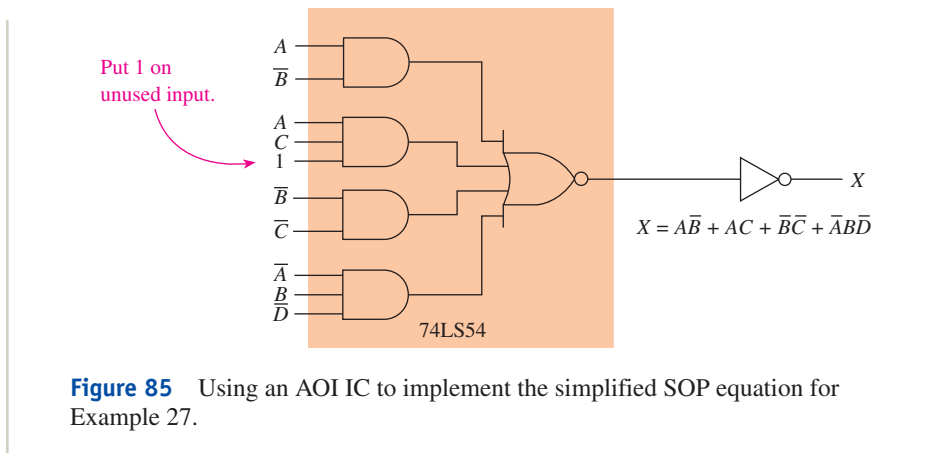 Put 1 on
unused input.
A
B̅
A
C
1
B̅
C̅
A̅
B
D̅
74LS54
X
X = AB̅ + AC + B̅C̅ + A̅BD̅
Figure 85 Using an AOI IC to implement the simplified SOP equation for
Example 27.